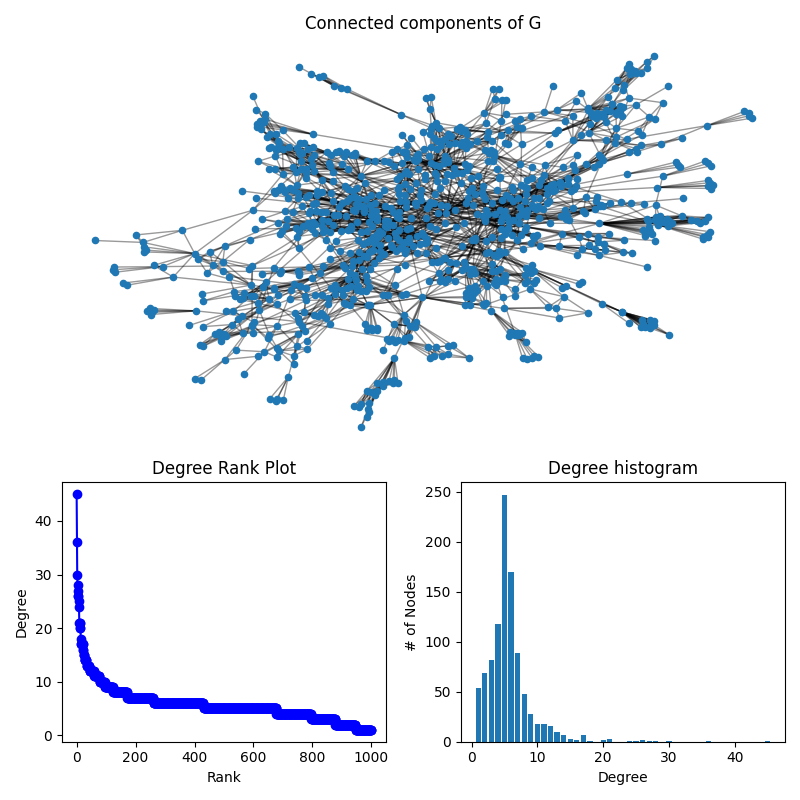 Connected components of G
Degree Rank Plot
Degree
40
30
20
10
0
0 200 400 600 800 1000
Rank
Degree histogram
# of Nodes
250
200
150
100
50
0
0 10 20 30 40
Degree